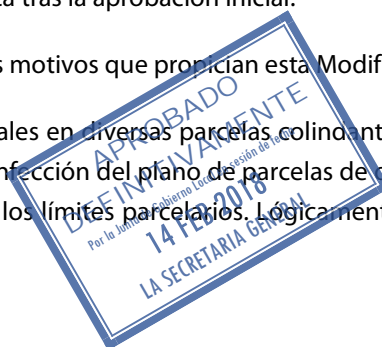 ta tras la aprobación inicial.
s motivos que propician esta Modif
ales en diversas parcelas colindant
nfección del plano de parcelas de
los límites parcelarios. Lógicament
APROBADO
DEFINITIVAMENTE
Por la Junta de Gobierno Local en sesión de fecha
14 FEB 2018
LA SECRETARIA GENERAL